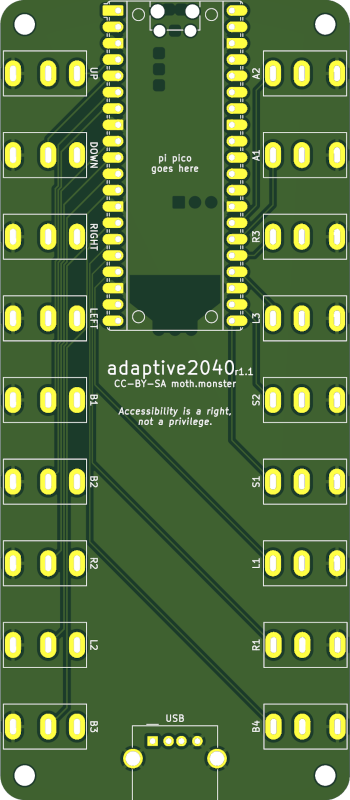 UP
A2
DOWN
A1
pi pico
goes here
RIGHT
R3
LEFT
L3
adaptive2040r1.1
CC-BY-SA moth.monster
B1
S2
Accessibility is a right,
not a privilege.
B2
S1
R2
L1
L2
R1
B3
B4
USB